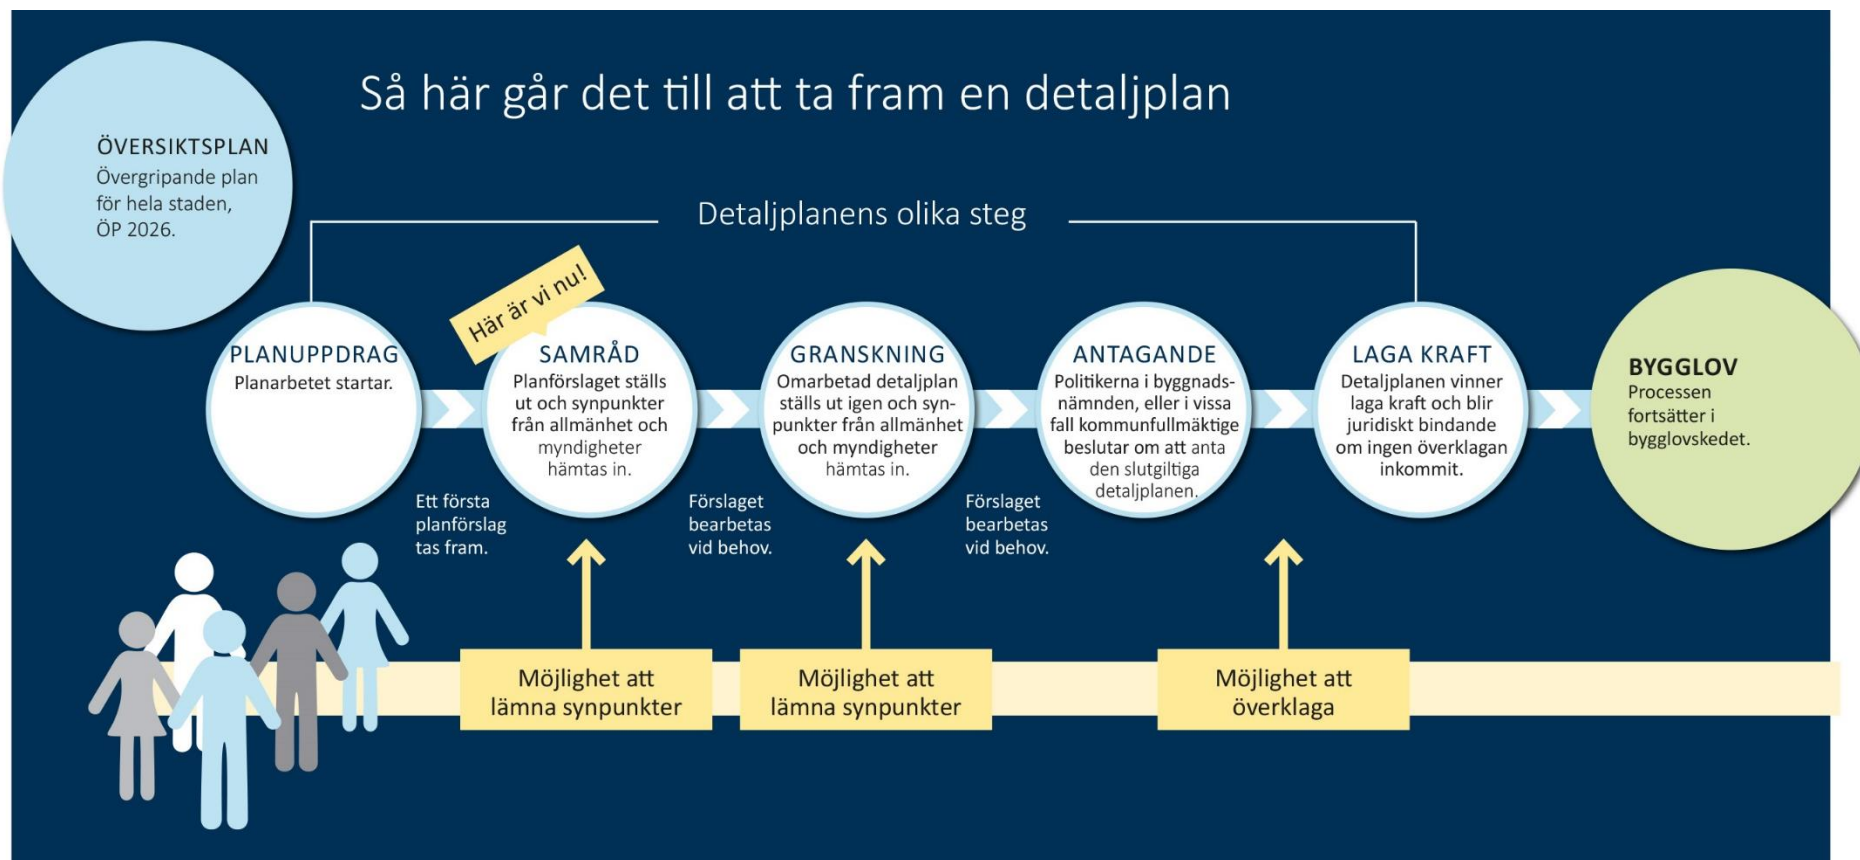 Så här går det till att ta fram en detaljplan
ÖVERSIKTSPLAN
Övergripande plan
för hela staden,
ÖP 2026.
Detaljplanens olika steg
Här är vi nu!
PLANUPPDRAG
Planarbetet startar.
Ett första
planförslag
tas fram.
SAMRÅD
Planförslaget ställs
ut och synpunkter
från allmänhet och
myndigheter
hämtas in.
Förslaget
bearbetas
vid behov.
GRANSKNING
Omarbetad detaljplan
ställs ut igen och syn-
punkter från allmänhet
och myndigheter
hämtas in.
Förslaget
bearbetas
vid behov.
ANTAGANDE
Politikerna i byggnads-
nämnden, eller i vissa
fall kommunfullmäktige
beslutar om att anta
den slutgiltiga
detaljplanen.
LAGA KRAFT
Detaljplanen vinner
laga kraft och blir
juridiskt bindande
om ingen överklagan
inkommit.
BYGGLOV
Processen
fortsätter i
bygglovskedet.
Möjlighet att
lämna synpunkter
Möjlighet att
lämna synpunkter
Möjlighet att
överklaga